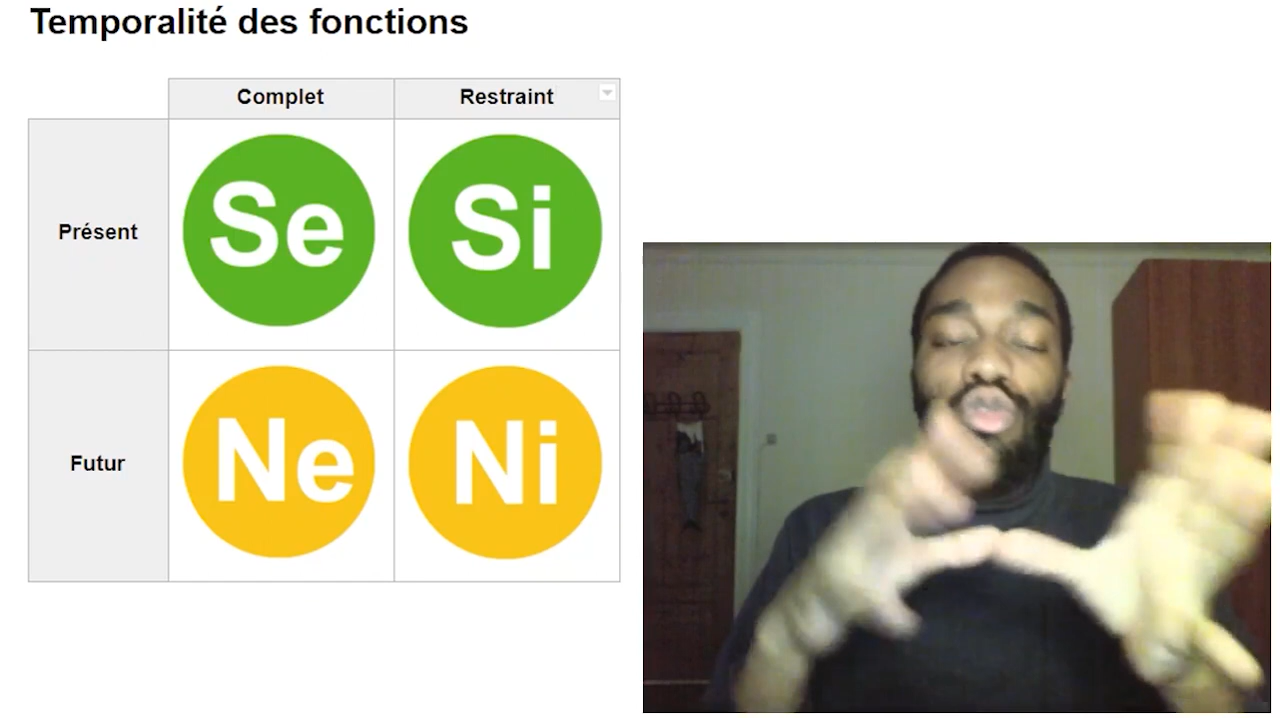 Temporalité des fonctions
Complet Restraint
Présent Se Si
Futur Ne Ni